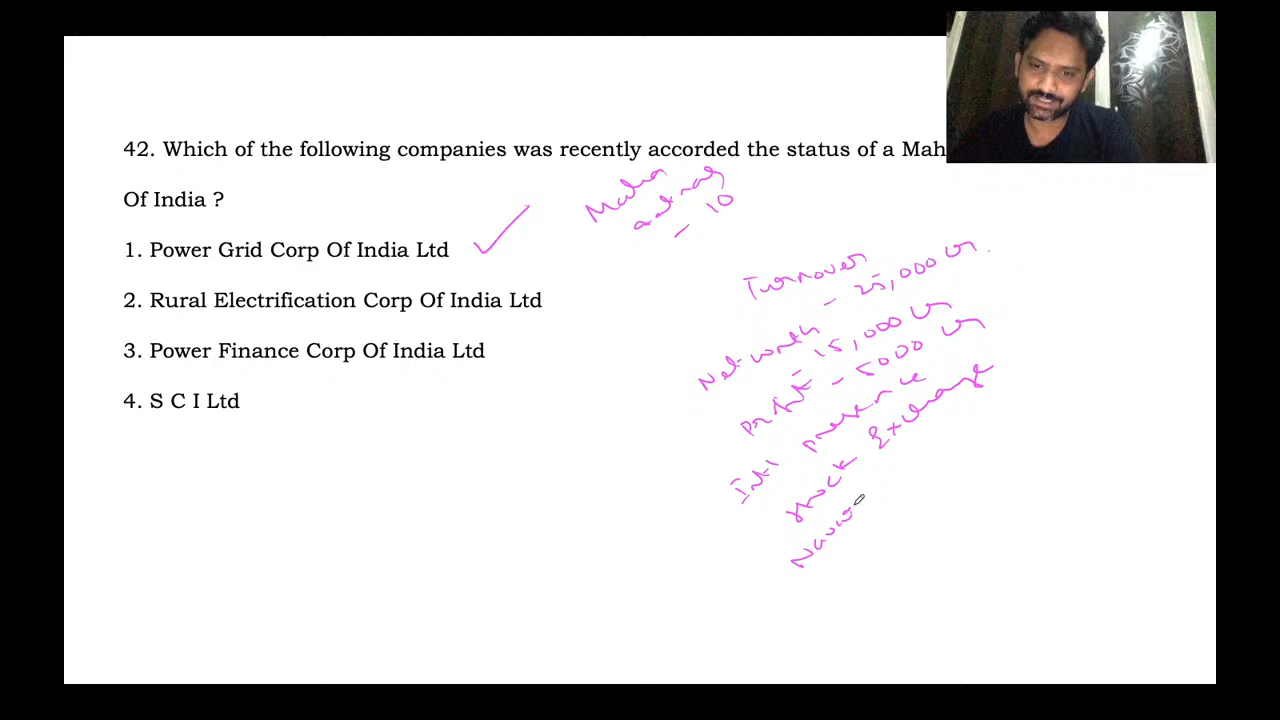 42. Which of the following companies was recently accorded the status of a Mah
Of India ?
1. Power Grid Corp Of India Ltd
2. Rural Electrification Corp Of India Ltd
3. Power Finance Corp Of India Ltd
4. S C I Ltd
Maha
- 10
Turnover
- 25,000 Cr.
Net-worth
- 15,000 Cr
Profit - 5000 Cr
Int'l presence
Stock Exchange